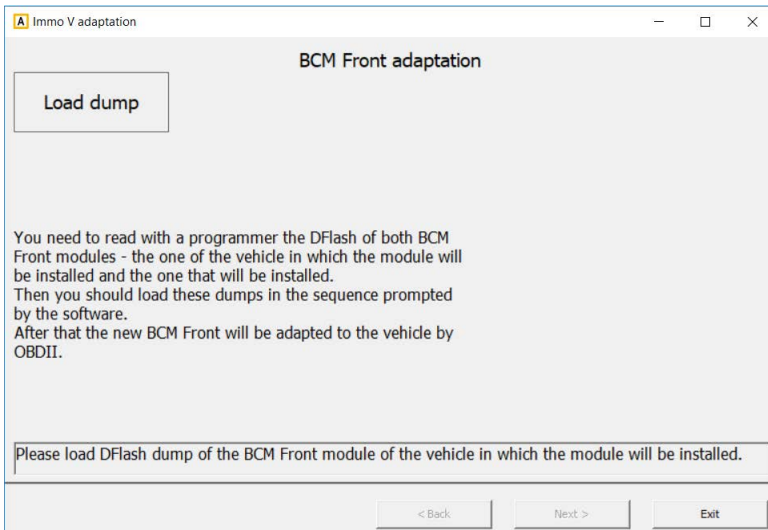 A Immo V adaptation
BCM Front adaptation
Load dump
You need to read with a programmer the DFlash of both BCM
Front modules - the one of the vehicle in which the module will
be installed and the one that will be installed.
Then you should load these dumps in the sequence prompted
by the software.
After that the new BCM Front will be adapted to the vehicle by
OBDII.
Please load DFlash dump of the BCM Front module of the vehicle in which the module will be installed.
< Back
Next >
Exit